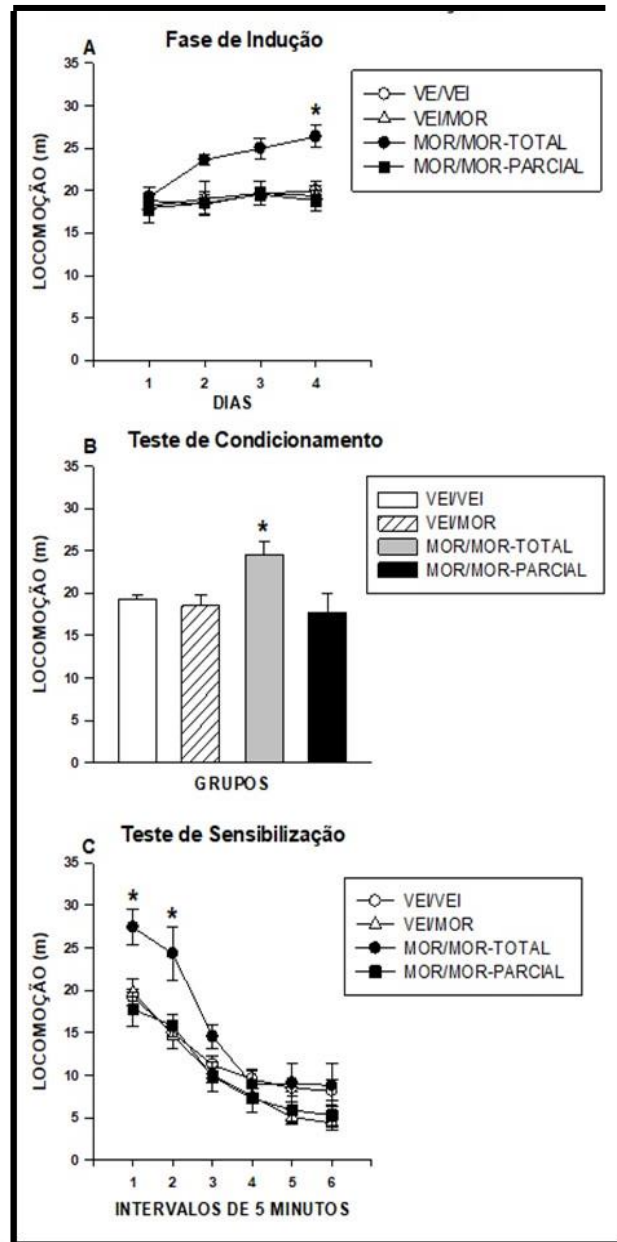 A
Fase de Indução
35
30
25
20
15
10
5
0
LOCOMOÇÃO (m)
*
1 2 3 4
DIAS
VE/VEI
VEI/MOR
MOR/MOR-TOTAL
MOR/MOR-PARCIAL
B
Teste de Condicionamento
35
30
25
20
15
10
5
0
LOCOMOÇÃO (m)
*
GRUPOS
VEI/VEI
VEI/MOR
MOR/MOR-TOTAL
MOR/MOR-PARCIAL
C
Teste de Sensibilização
35
30
25
20
15
10
5
0
LOCOMOÇÃO (m)
* *
1 2 3 4 5 6
INTERVALOS DE 5 MINUTOS
VEI/VEI
VEI/MOR
MOR/MOR-TOTAL
MOR/MOR-PARCIAL